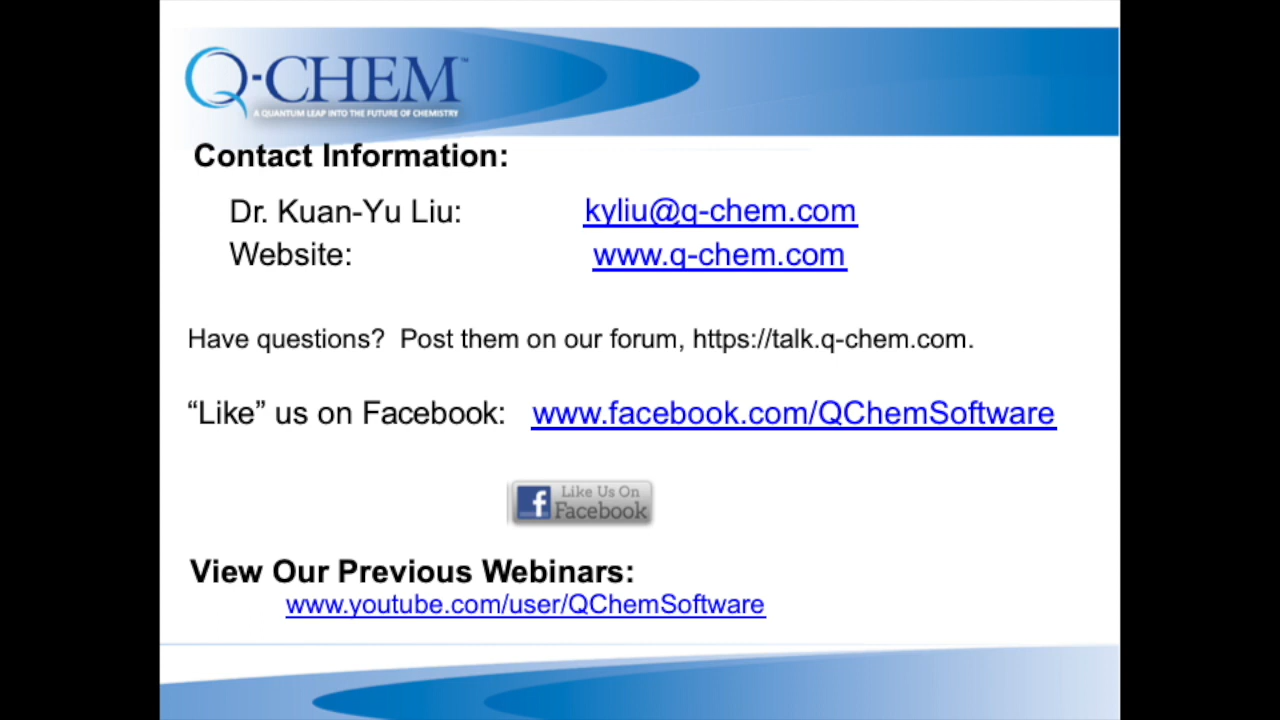 Q-CHEM™
A QUANTUM LEAP INTO THE FUTURE OF CHEMISTRY
Contact Information:
Dr. Kuan-Yu Liu: kyliu@q-chem.com
Website: www.q-chem.com
Have questions?  Post them on our forum, https://talk.q-chem.com.
“Like” us on Facebook: www.facebook.com/QChemSoftware
f Like Us On
Facebook
View Our Previous Webinars:
www.youtube.com/user/QChemSoftware